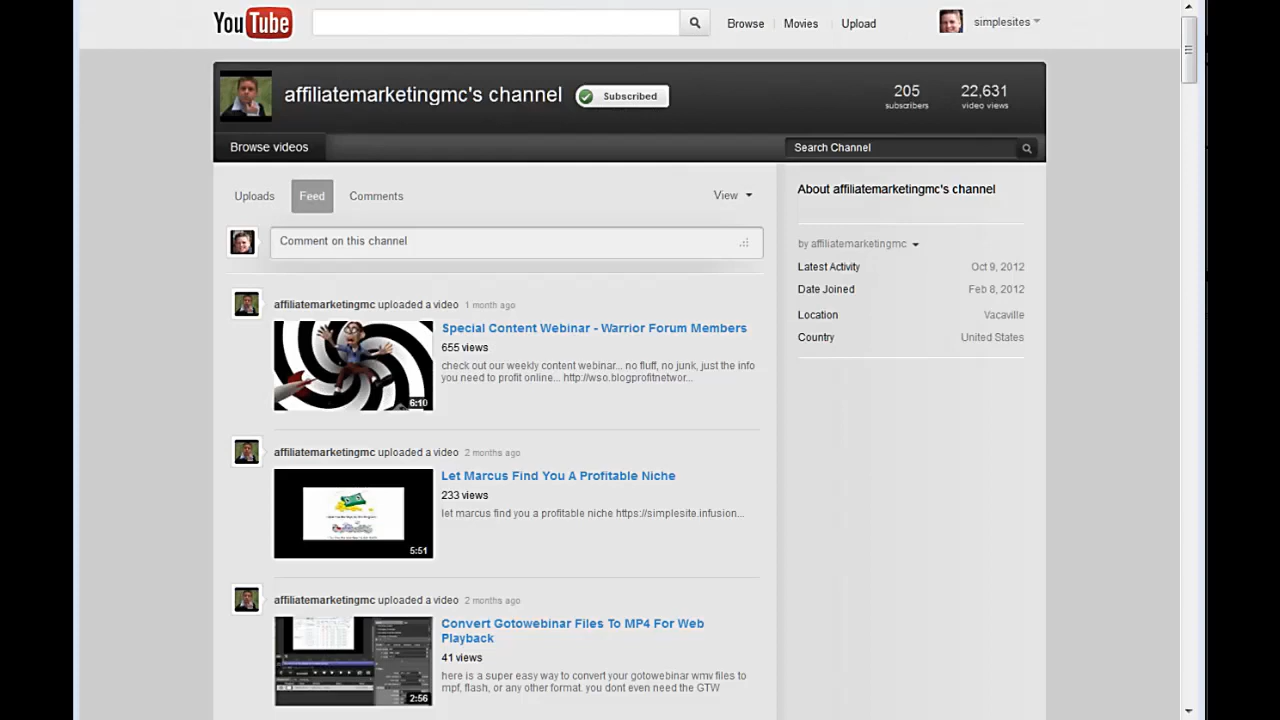 YouTube
Browse
Movies
Upload
simplesites
affiliatemarketingmc's channel
Subscribed
205
subscribers
22,631
video views
Browse videos
Search Channel
Uploads
Feed
Comments
View
Comment on this channel
affiliatemarketingmc uploaded a video 1 month ago
6:10
Special Content Webinar - Warrior Forum Members
655 views
check out our weekly content webinar... no fluff, no junk, just the info
you need to profit online... http://wso.blogprofitnetwor...
affiliatemarketingmc uploaded a video 2 months ago
5:51
Let Marcus Find You A Profitable Niche
233 views
let marcus find you a profitable niche https://simplesite.infusion...
affiliatemarketingmc uploaded a video 2 months ago
2:56
Convert Gotowebinar Files To MP4 For Web
Playback
41 views
here is a super easy way to convert your gotowebinar wmv files to
mpf, flash, or any other format. you dont even need the GTW
About affiliatemarketingmc's channel
by affiliatemarketingmc
Latest Activity Oct 9, 2012
Date Joined Feb 8, 2012
Location Vacaville
Country United States